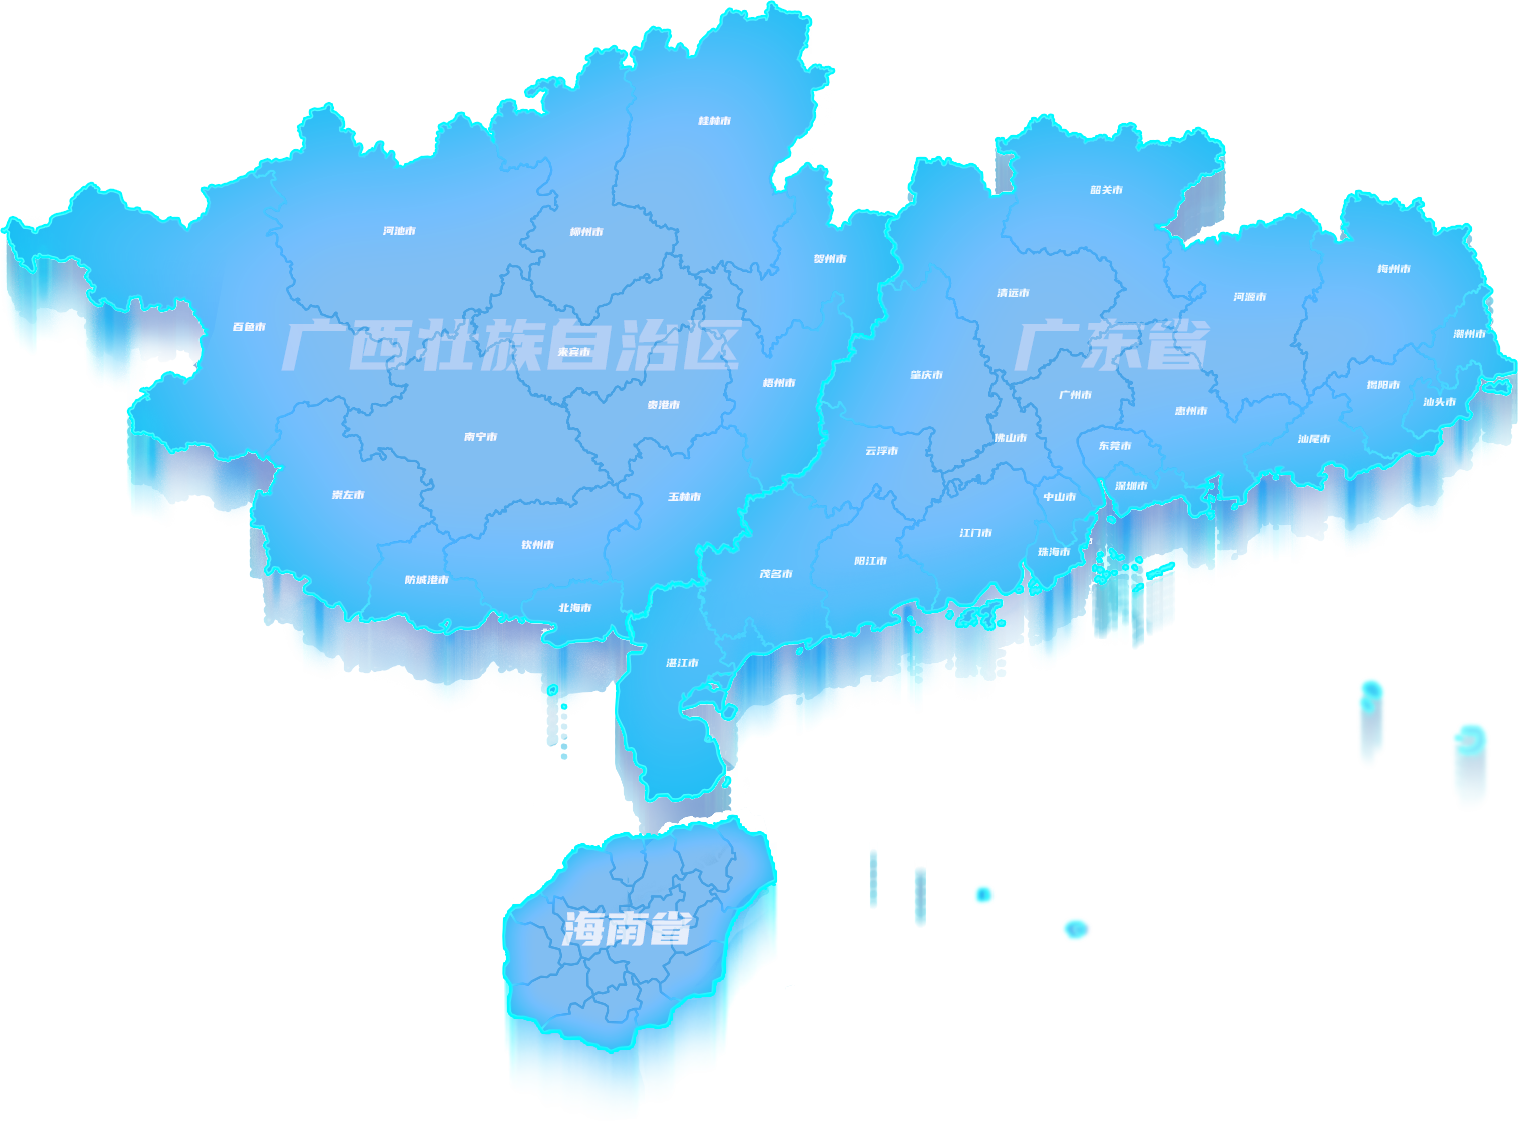 桂林市
韶关市
河池市
柳州市
贺州市
梅州市
清远市
河源市
百色市
广西壮族自治区
广东省
潮州市
来宾市
肇庆市
梧州市
揭阳市
广州市
汕头市
贵港市
惠州市
南宁市
佛山市
汕尾市
东莞市
云浮市
深圳市
崇左市
玉林市
中山市
江门市
钦州市
珠海市
阳江市
茂名市
防城港市
北海市
湛江市
海南省